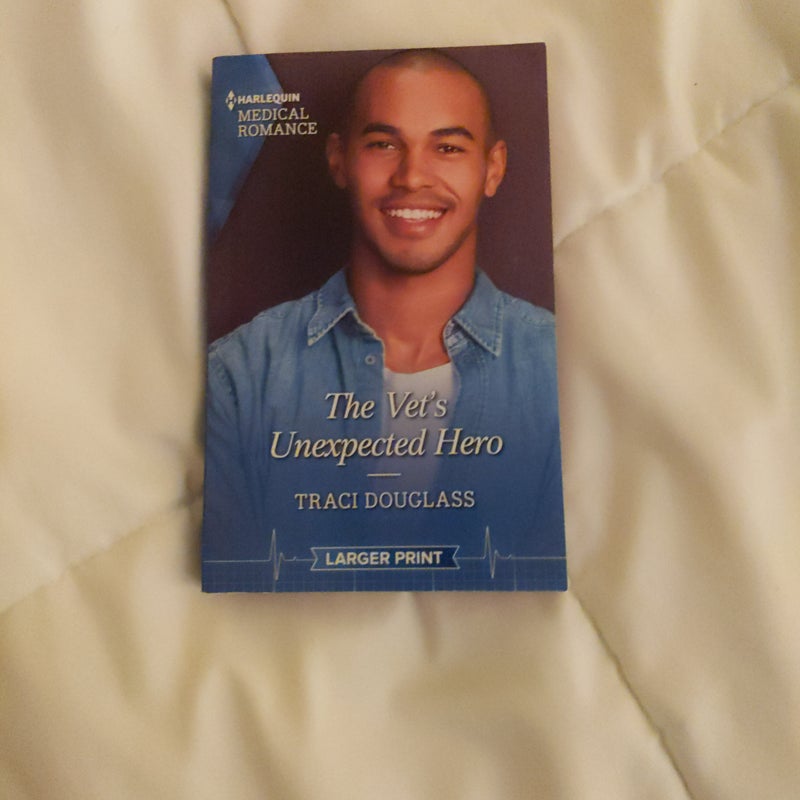 HARLEQUIN
MEDICAL
ROMANCE
The Vet's
Unexpected Hero
TRACI DOUGLASS
LARGER PRINT